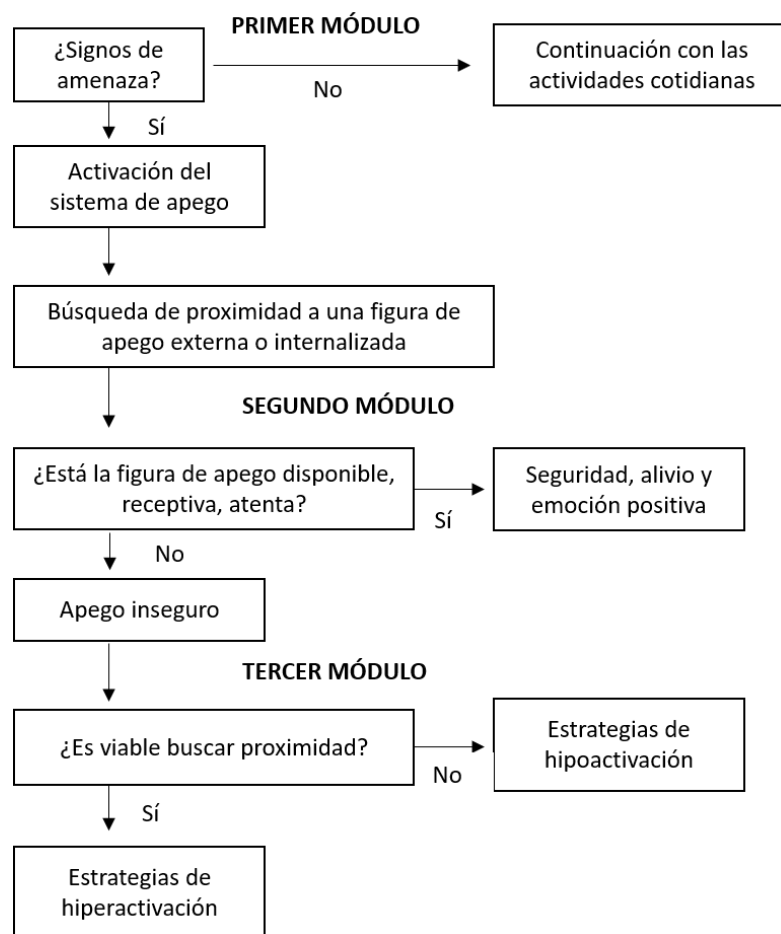 PRIMER MÓDULO
¿Signos de
amenaza?
No
Continuación con las
actividades cotidianas
Sí
Activación del
sistema de apego
Búsqueda de proximidad a una figura de
apego externa o internalizada
SEGUNDO MÓDULO
¿Está la figura de apego disponible,
receptiva, atenta?
Sí
Seguridad, alivio y
emoción positiva
No
Apego inseguro
TERCER MÓDULO
¿Es viable buscar proximidad?
No
Estrategias de
hipoactivación
Sí
Estrategias de
hiperactivación